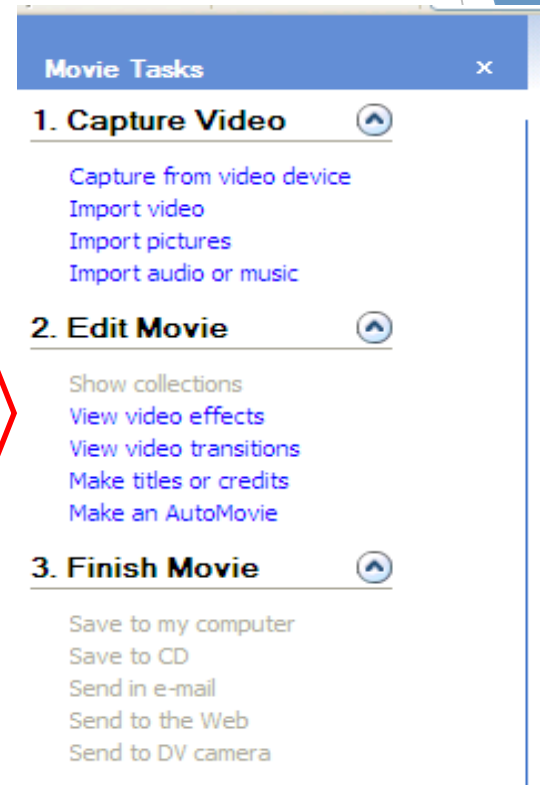 Movie Tasks
1. Capture Video
Capture from video device
Import video
Import pictures
Import audio or music
2. Edit Movie
Show collections
View video effects
View video transitions
Make titles or credits
Make an AutoMovie
3. Finish Movie
Save to my computer
Save to CD
Send in e-mail
Send to the Web
Send to DV camera